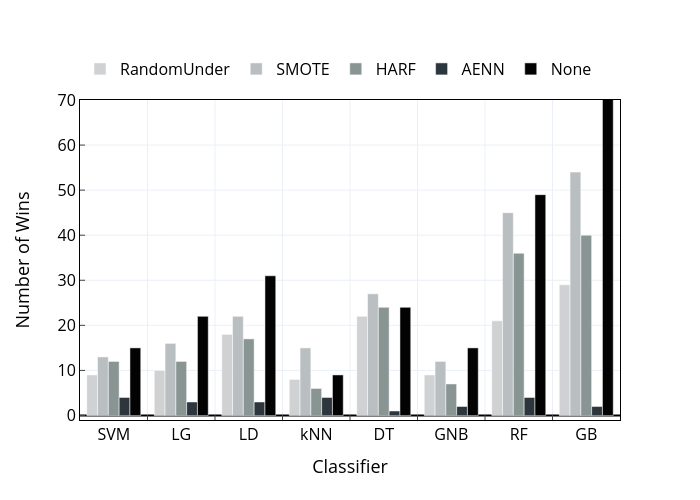 RandomUnder SMOTE HARF AENN None
70
60
50
40
30
20
10
0
Number of Wins
SVM LG LD kNN DT GNB RF GB
Classifier